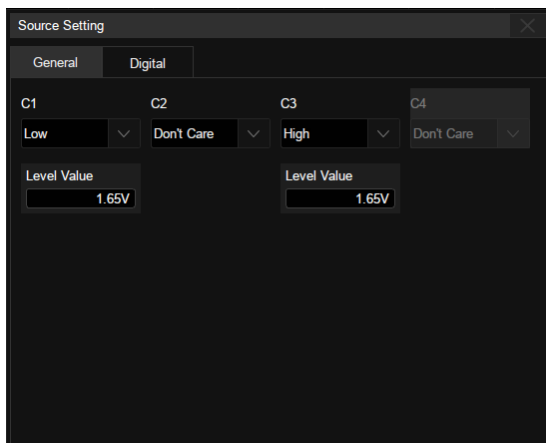 Source Setting
General Digital
C1 C2 C3 C4
Low Don't Care High Don't Care
Level Value Level Value
1.65V 1.65V